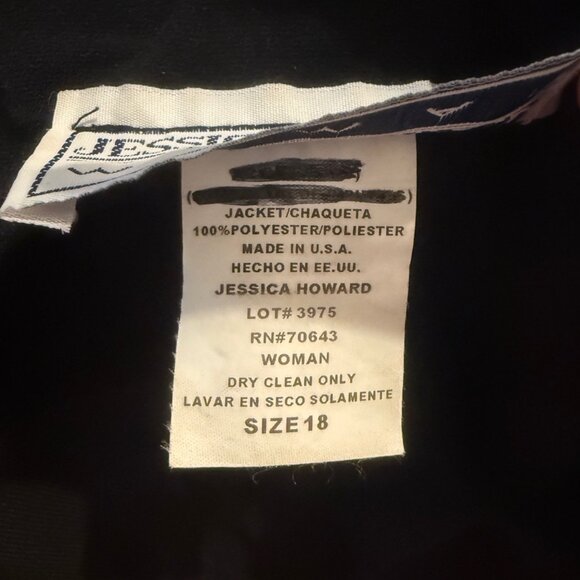 JESSIC
JACKET/CHAQUETA
100%POLYESTER/POLIESTER
MADE IN U.S.A.
HECHO EN EE.UU.
JESSICA HOWARD
LOT# 3975
RN#70643
WOMAN
DRY CLEAN ONLY
LAVAR EN SECO SOLAMENTE
SIZE 18